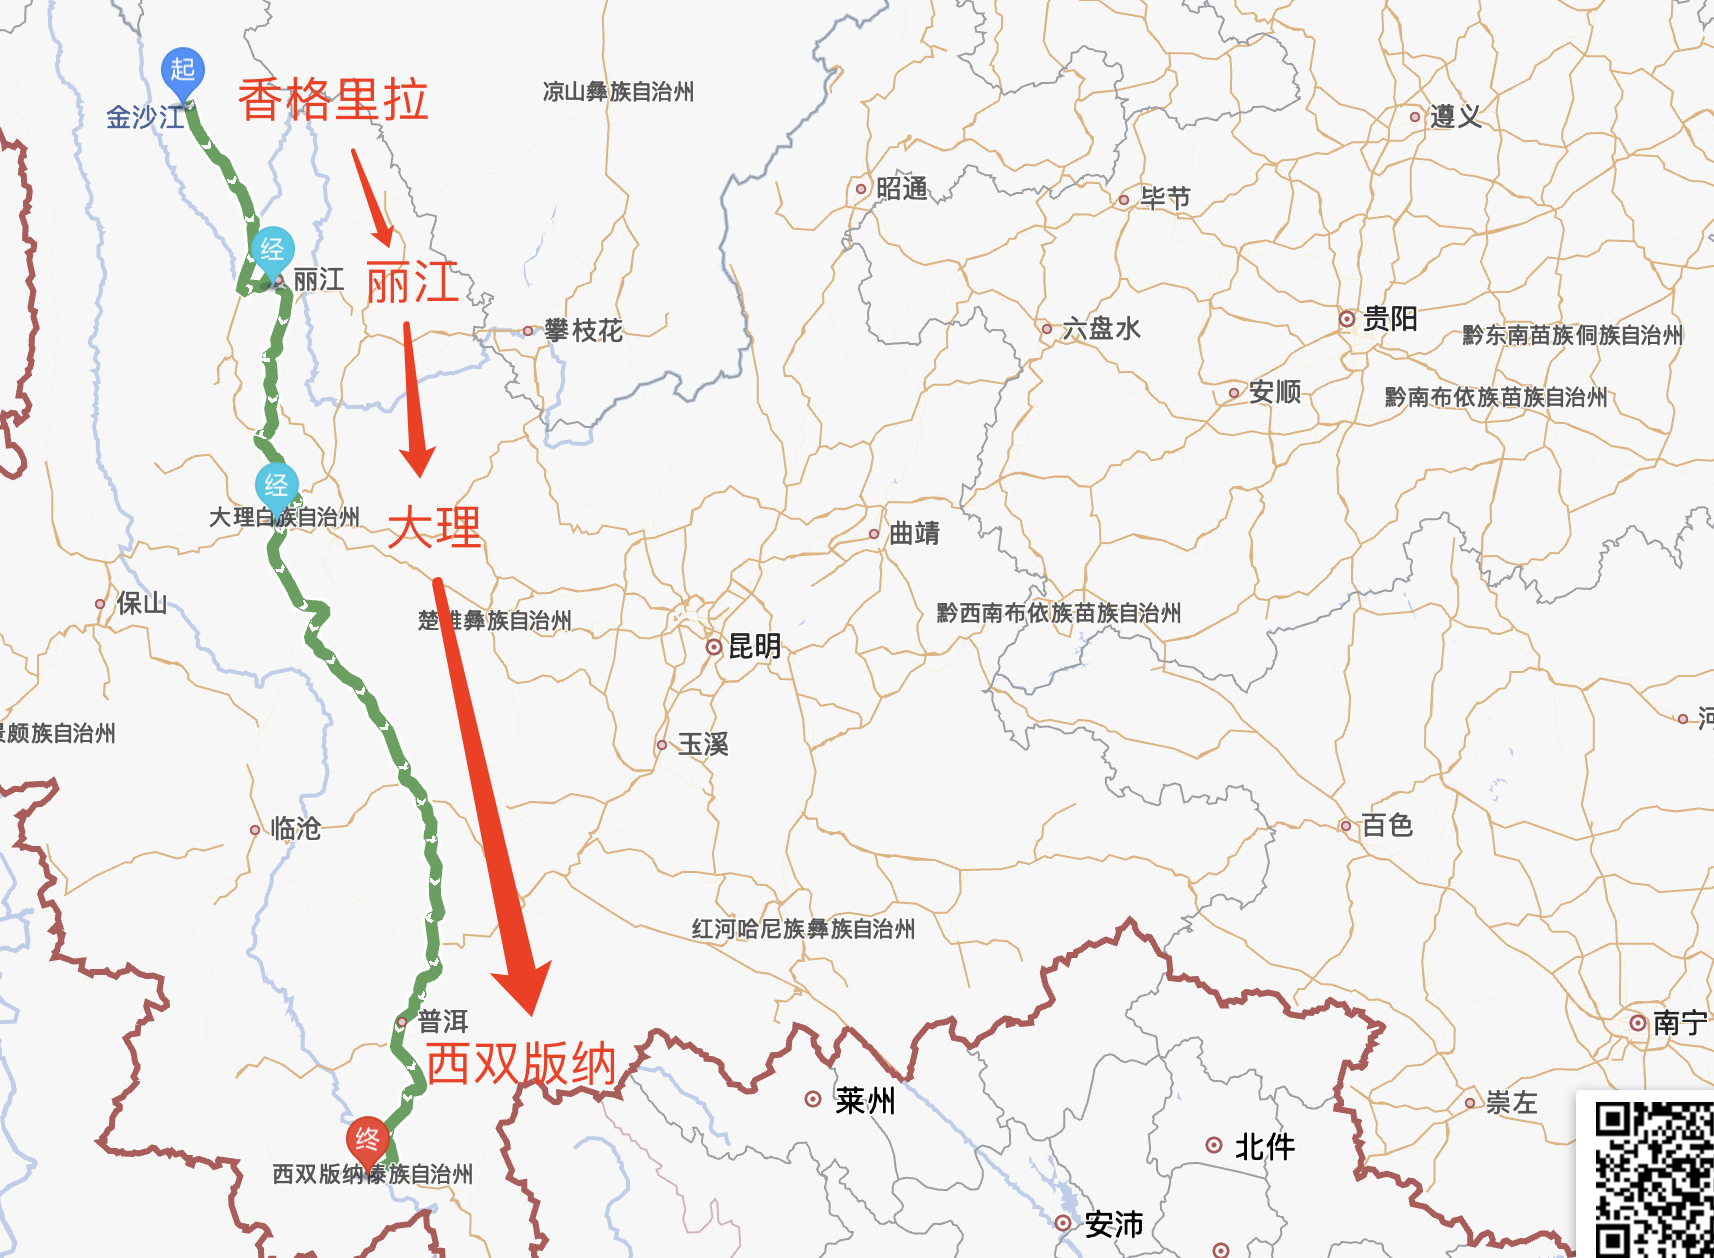 起
香格里拉
凉山彝族自治州
金沙江
遵义
昭通
毕节
经
丽江
丽江
攀枝花
六盘水
贵阳
黔东南苗族侗族自治州
安顺
黔南布依族苗族自治州
经
大理白族自治州
大理
曲靖
保山
楚雄彝族自治州
黔西南布依族苗族自治州
昆明
景颇族自治州
玉溪
河
临沧
百色
红河哈尼族彝族自治州
普洱
南宁
西双版纳
莱州
崇左
终
北件
西双版纳傣族自治州
安沛